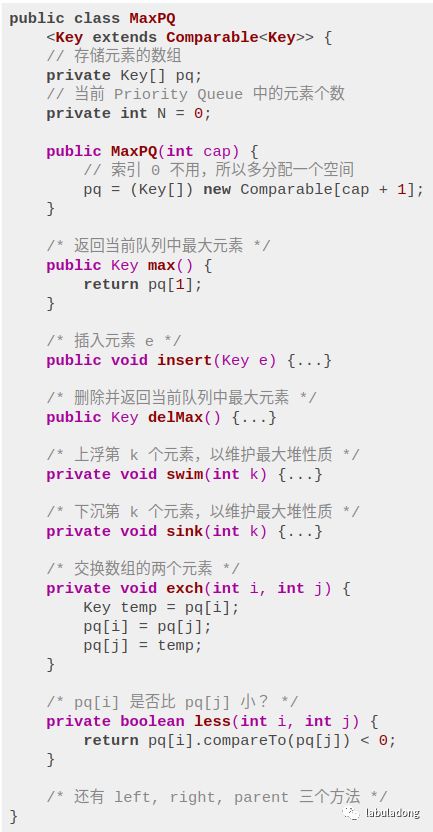 public class MaxPQ
    <Key extends Comparable<Key>> {
    // 存储元素的数组
    private Key[] pq;
    // 当前 Priority Queue 中的元素个数
    private int N = 0;

    public MaxPQ(int cap) {
        // 索引 0 不用，所以多分配一个空间
        pq = (Key[]) new Comparable[cap + 1];
    }

    /* 返回当前队列中最大元素 */
    public Key max() {
        return pq[1];
    }

    /* 插入元素 e */
    public void insert(Key e) {...}

    /* 删除并返回当前队列中最大元素 */
    public Key delMax() {...}

    /* 上浮第 k 个元素，以维护最大堆性质 */
    private void swim(int k) {...}

    /* 下沉第 k 个元素，以维护最大堆性质 */
    private void sink(int k) {...}

    /* 交换数组的两个元素 */
    private void exch(int i, int j) {
        Key temp = pq[i];
        pq[i] = pq[j];
        pq[j] = temp;
    }

    /* pq[i] 是否比 pq[j] 小？ */
    private boolean less(int i, int j) {
        return pq[i].compareTo(pq[j]) < 0;
    }

    /* 还有 left, right, parent 三个方法 */
}
labuladong